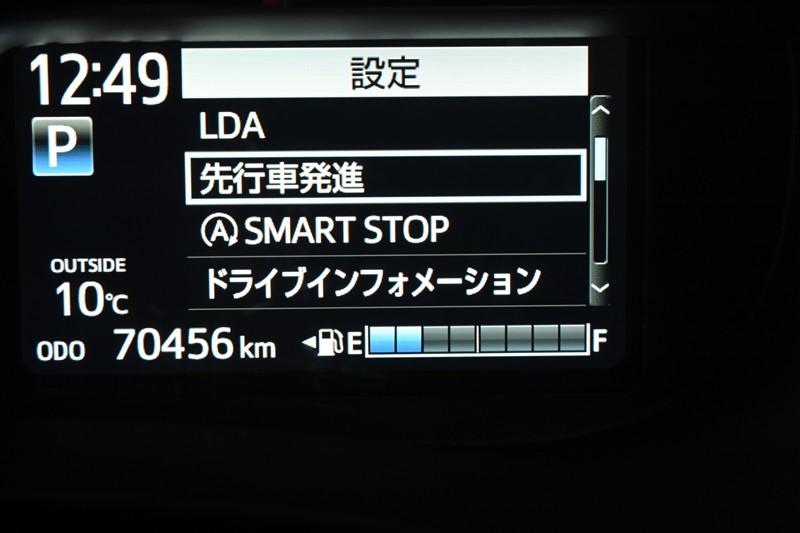 12:49
設定
LDA
P
先行車発進
A SMART STOP
ドライブインフォメーション
OUTSIDE
10℃
ODO 70456 km
E F